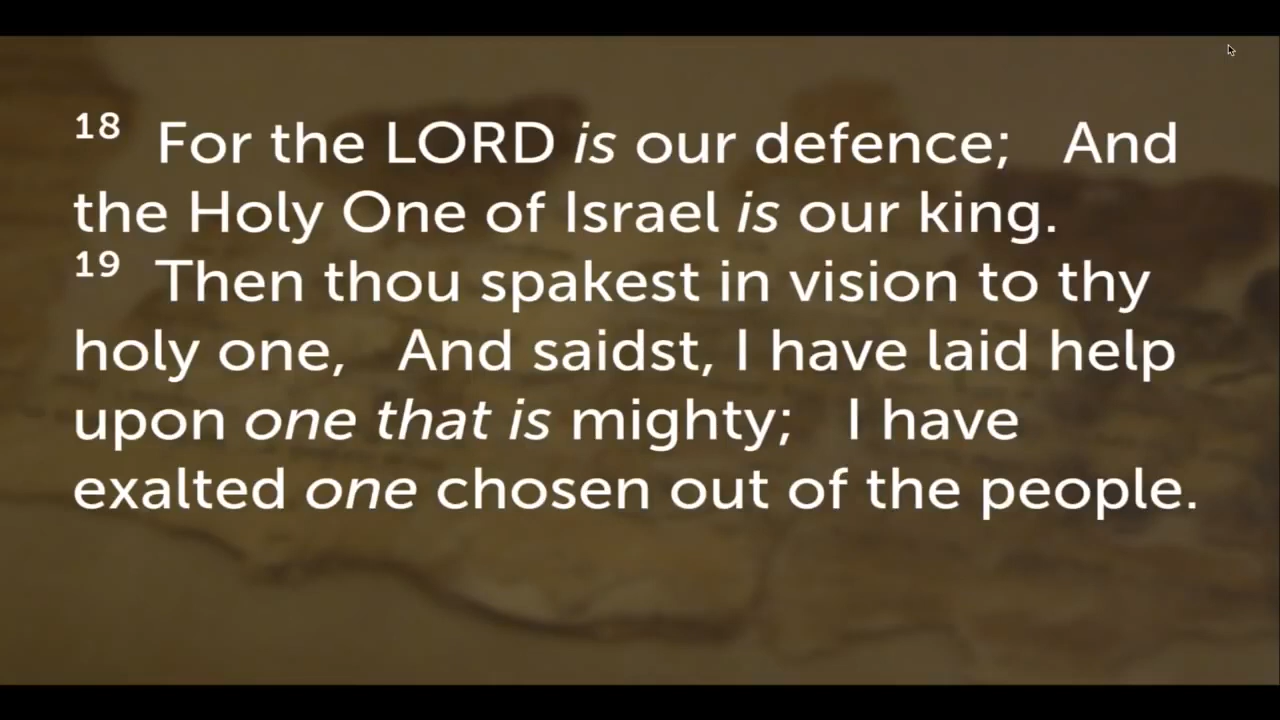 18 For the LORD is our defence; And
the Holy One of Israel is our king.
19 Then thou spakest in vision to thy
holy one, And saidst, I have laid help
upon one that is mighty; I have
exalted one chosen out of the people.